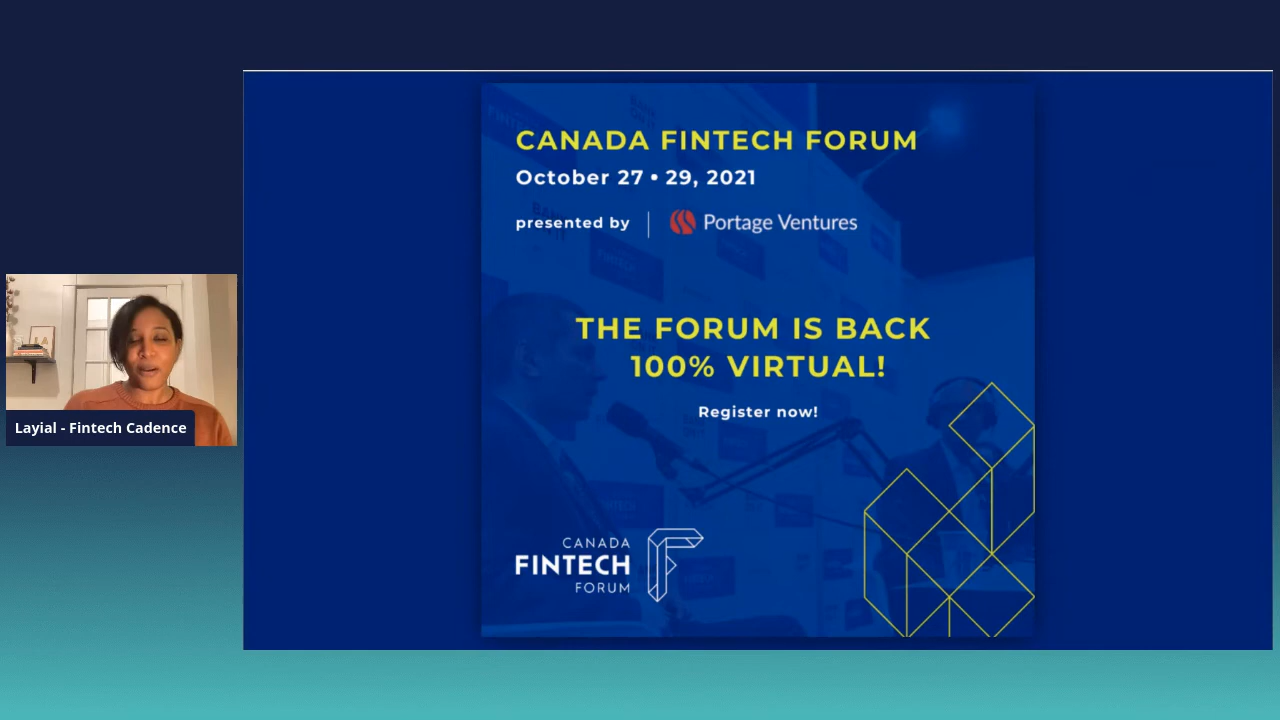 CANADA FINTECH FORUM
October 27 • 29, 2021
presented by | Portage Ventures
THE FORUM IS BACK
100% VIRTUAL!
Register now!
CANADA
FINTECH
FORUM
Layial - Fintech Cadence